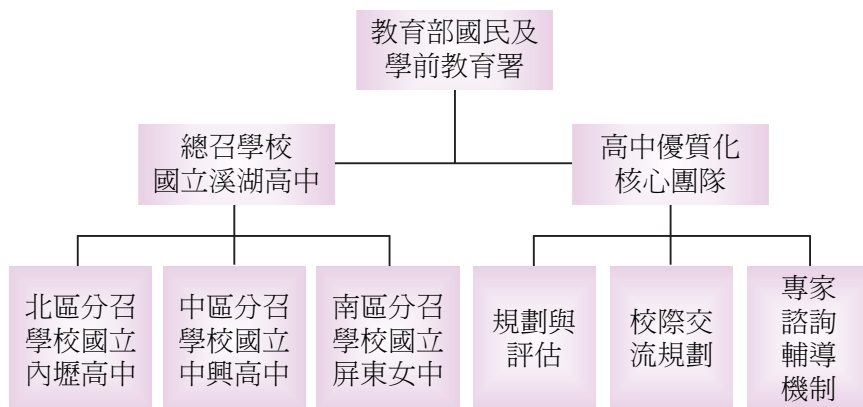 教育部國民及
學前教育署
總召學校
國立溪湖高中
高中優質化
核心團隊
北區分召
學校國立
內壢高中
中區分召
學校國立
中興高中
南區分召
學校國立
屏東女中
規劃與
評估
校際交
流規劃
專家
諮詢
輔導
機制